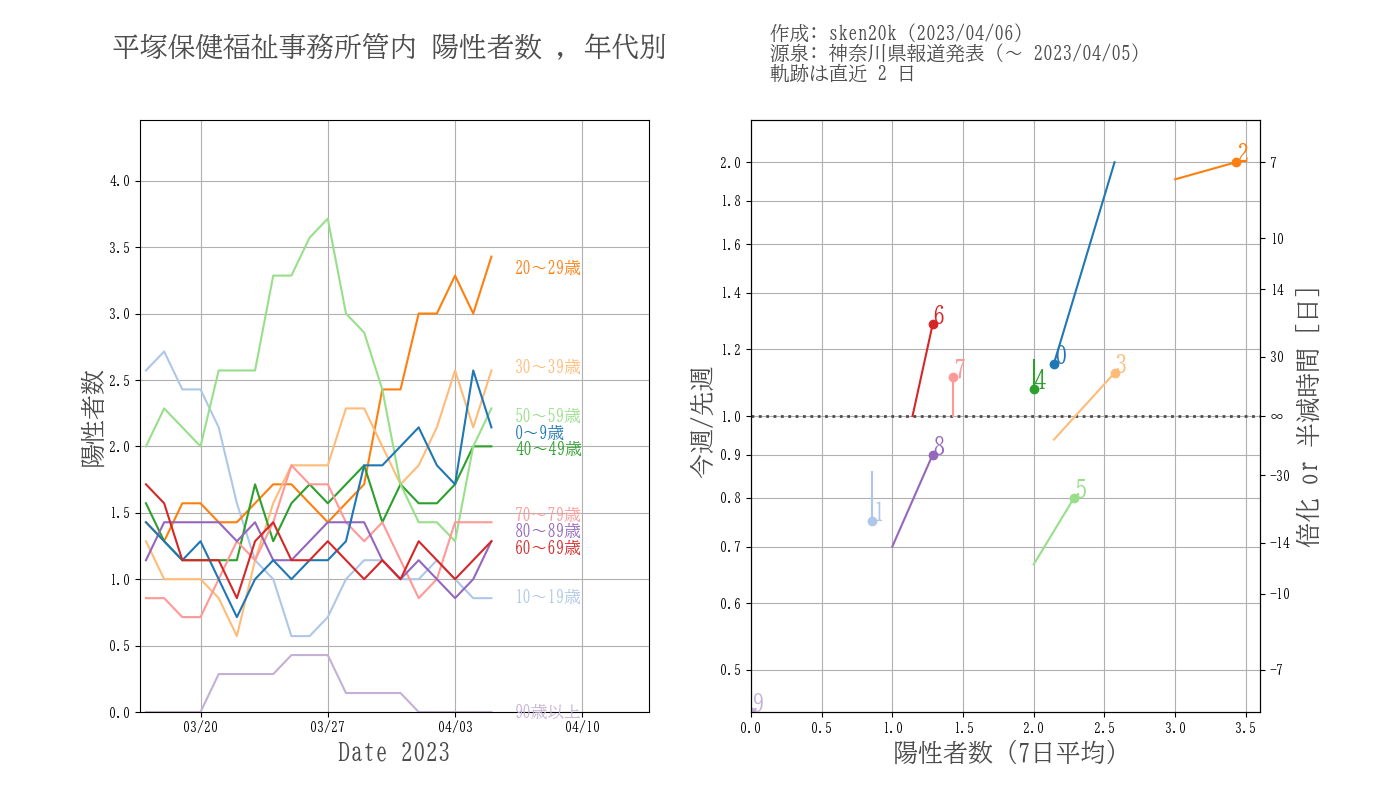 平塚保健福祉事務所管内 陽性者数 , 年代別
作成: sken20k (2023/04/06)
源泉: 神奈川県報道発表 (〜 2023/04/05)
軌跡は直近 2 日
陽性者数
4.0
3.5
3.0
2.5
2.0
1.5
1.0
0.5
0.0
20〜29歳
30〜39歳
50〜59歳
0〜9歳
40〜49歳
70〜79歳
80〜89歳
60〜69歳
10〜19歳
90歳以上
03/20
03/27
04/03
04/10
Date 2023
今週/先週
2.0
1.8
1.6
1.4
1.2
1.0
0.9
0.8
0.7
0.6
0.5
2
6
7
0
4
3
8
5
1
9
7
10
14
30
∞
-30
-14
-10
-7
倍化 or 半減時間 [日]
0.0
0.5
1.0
1.5
2.0
2.5
3.0
3.5
陽性者数 (7日平均)